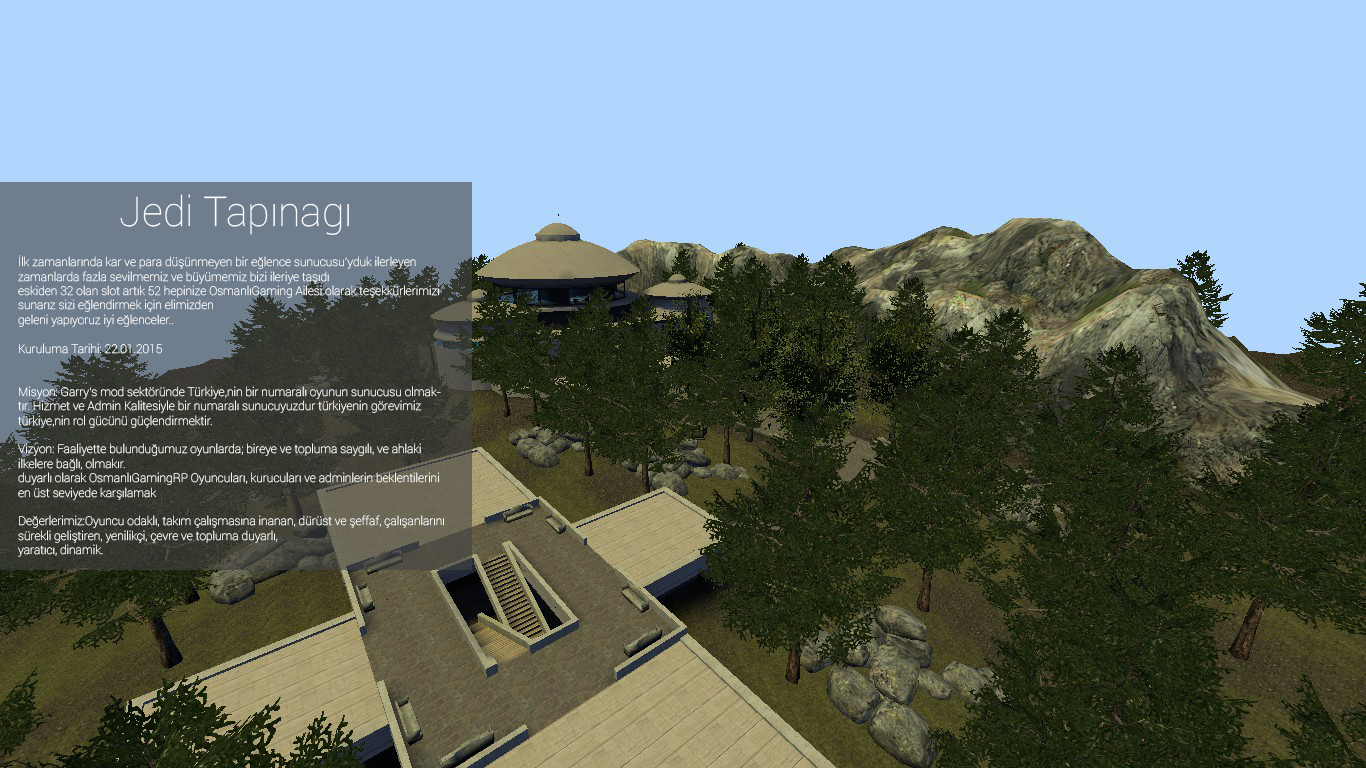 Jedi Tapınagı
İlk zamanlarında kar ve para düşünmeyen bir eğlence sunucusu'yduk ilerleyen
zamanlarda fazla sevilmemiz ve büyümemiz bizi ileriye taşıdı
eskiden 32 olan slot artık 52 hepinize OsmanlıGaming Ailesi olarak teşekkürlerimizi
sunarız sizi eğlendirmek için elimizden
geleni yapıyoruz iyi eğlenceler..
Kuruluma Tarihi: 22.01.2015
Misyon: Garry's mod sektöründe Türkiye,nin bir numaralı oyunun sunucusu olmak-
tır. Hizmet ve Admin Kalitesiyle bir numaralı sunucuyuzdur türkiyenin görevimiz
türkiye,nin rol gücünü güçlendirmektir.
Vizyon: Faaliyette bulunduğumuz oyunlarda; bireye ve topluma saygılı, ve ahlaki
ilkelere bağlı, olmakır.
duyarlı olarak OsmanlıGamingRP Oyuncuları, kurucuları ve adminlerin beklentilerini
en üst seviyede karşılamak
Değerlerimiz:Oyuncu odaklı, takım çalışmasına inanan, dürüst ve şeffaf, çalışanlarını
sürekli geliştiren, yenilikçi, çevre ve topluma duyarlı,
yaratıcı, dinamik.